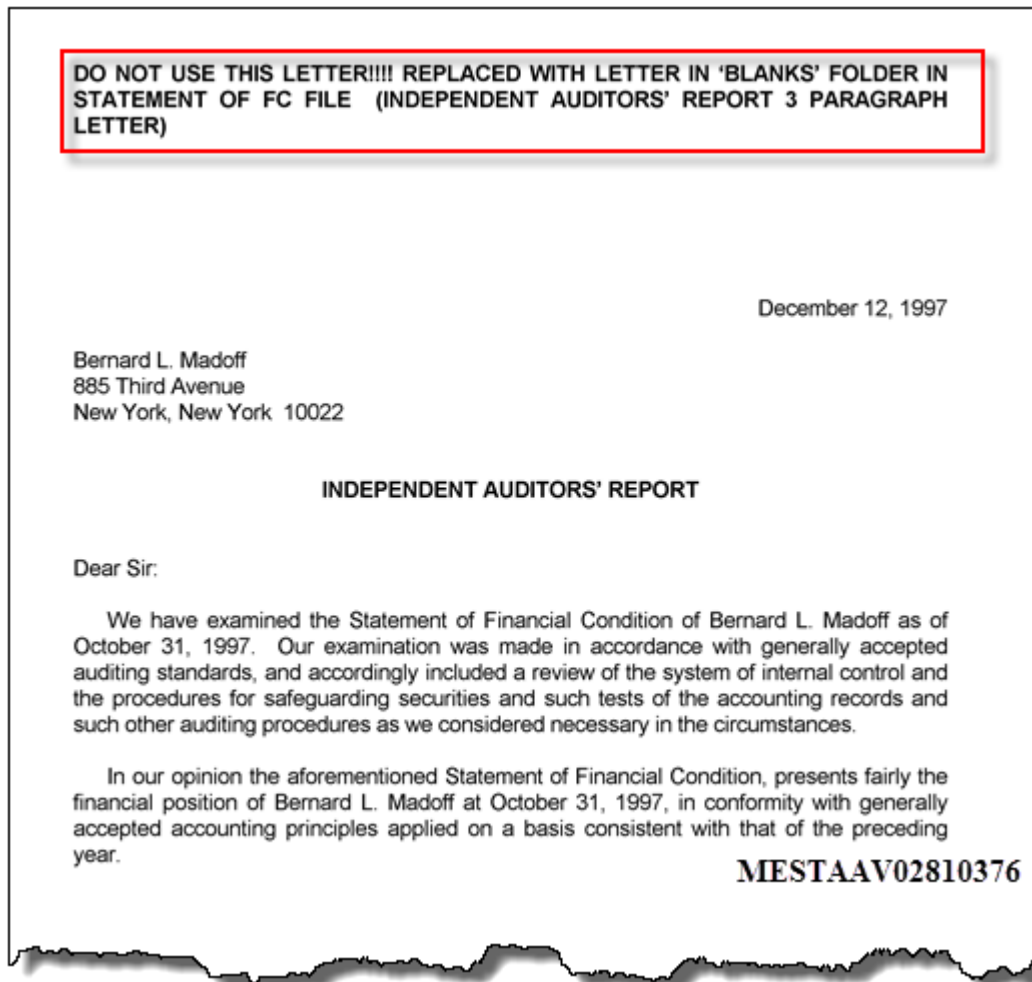 DO NOT USE THIS LETTER!!!! REPLACED WITH LETTER IN ‘BLANKS’ FOLDER IN
STATEMENT OF FC FILE (INDEPENDENT AUDITORS’ REPORT 3 PARAGRAPH
LETTER)
December 12, 1997
Bernard L. Madoff
885 Third Avenue
New York, New York 10022
INDEPENDENT AUDITORS’ REPORT
Dear Sir:
We have examined the Statement of Financial Condition of Bernard L. Madoff as of
October 31, 1997. Our examination was made in accordance with generally accepted
auditing standards, and accordingly included a review of the system of internal control and
the procedures for safeguarding securities and such tests of the accounting records and
such other auditing procedures as we considered necessary in the circumstances.
In our opinion the aforementioned Statement of Financial Condition, presents fairly the
financial position of Bernard L. Madoff at October 31, 1997, in conformity with generally
accepted accounting principles applied on a basis consistent with that of the preceding
year.
MESTAAV02810376